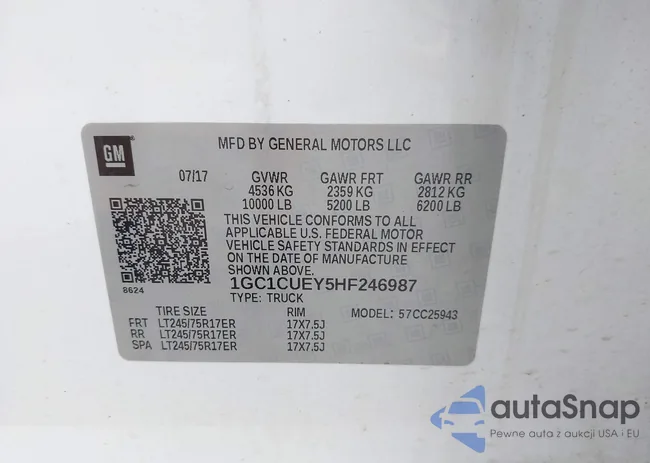 GM
MFD BY GENERAL MOTORS LLC
07/17 GVWR GAWR FRT GAWR RR
4536 KG 2359 KG 2812 KG
10000 LB 5200 LB 6200 LB
THIS VEHICLE CONFORMS TO ALL
APPLICABLE U.S. FEDERAL MOTOR
VEHICLE SAFETY STANDARDS IN EFFECT
ON THE DATE OF MANUFACTURE
SHOWN ABOVE.
8624
1GC1CUEY5HF246987
TYPE: TRUCK
TIRE SIZE RIM MODEL: 57CC25943
FRT LT245/75R17ER 17X7.5J
RR LT245/75R17ER 17X7.5J
SPA LT245/75R17ER 17X7.5J
autaSnap
Pewne auta z aukcji USA i EU